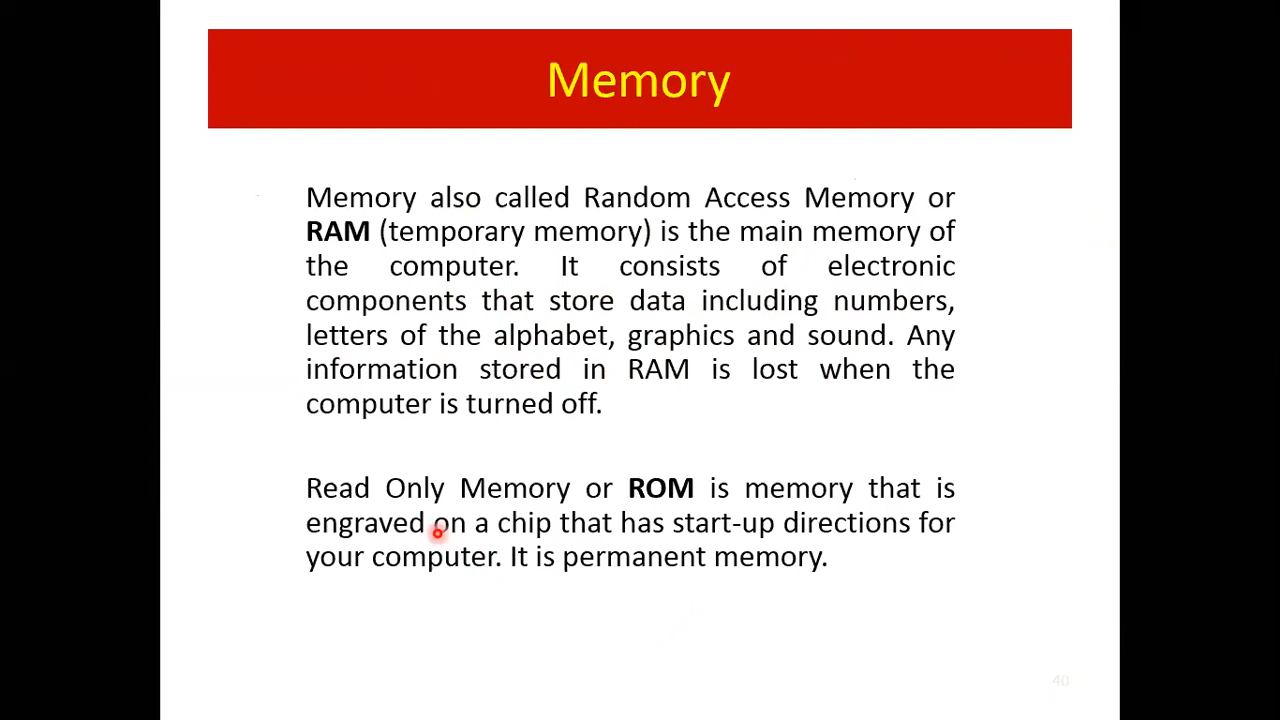 Memory
Memory also called Random Access Memory or
RAM (temporary memory) is the main memory of
the computer. It consists of electronic
components that store data including numbers,
letters of the alphabet, graphics and sound. Any
information stored in RAM is lost when the
computer is turned off.
Read Only Memory or ROM is memory that is
engraved on a chip that has start-up directions for
your computer. It is permanent memory.
40